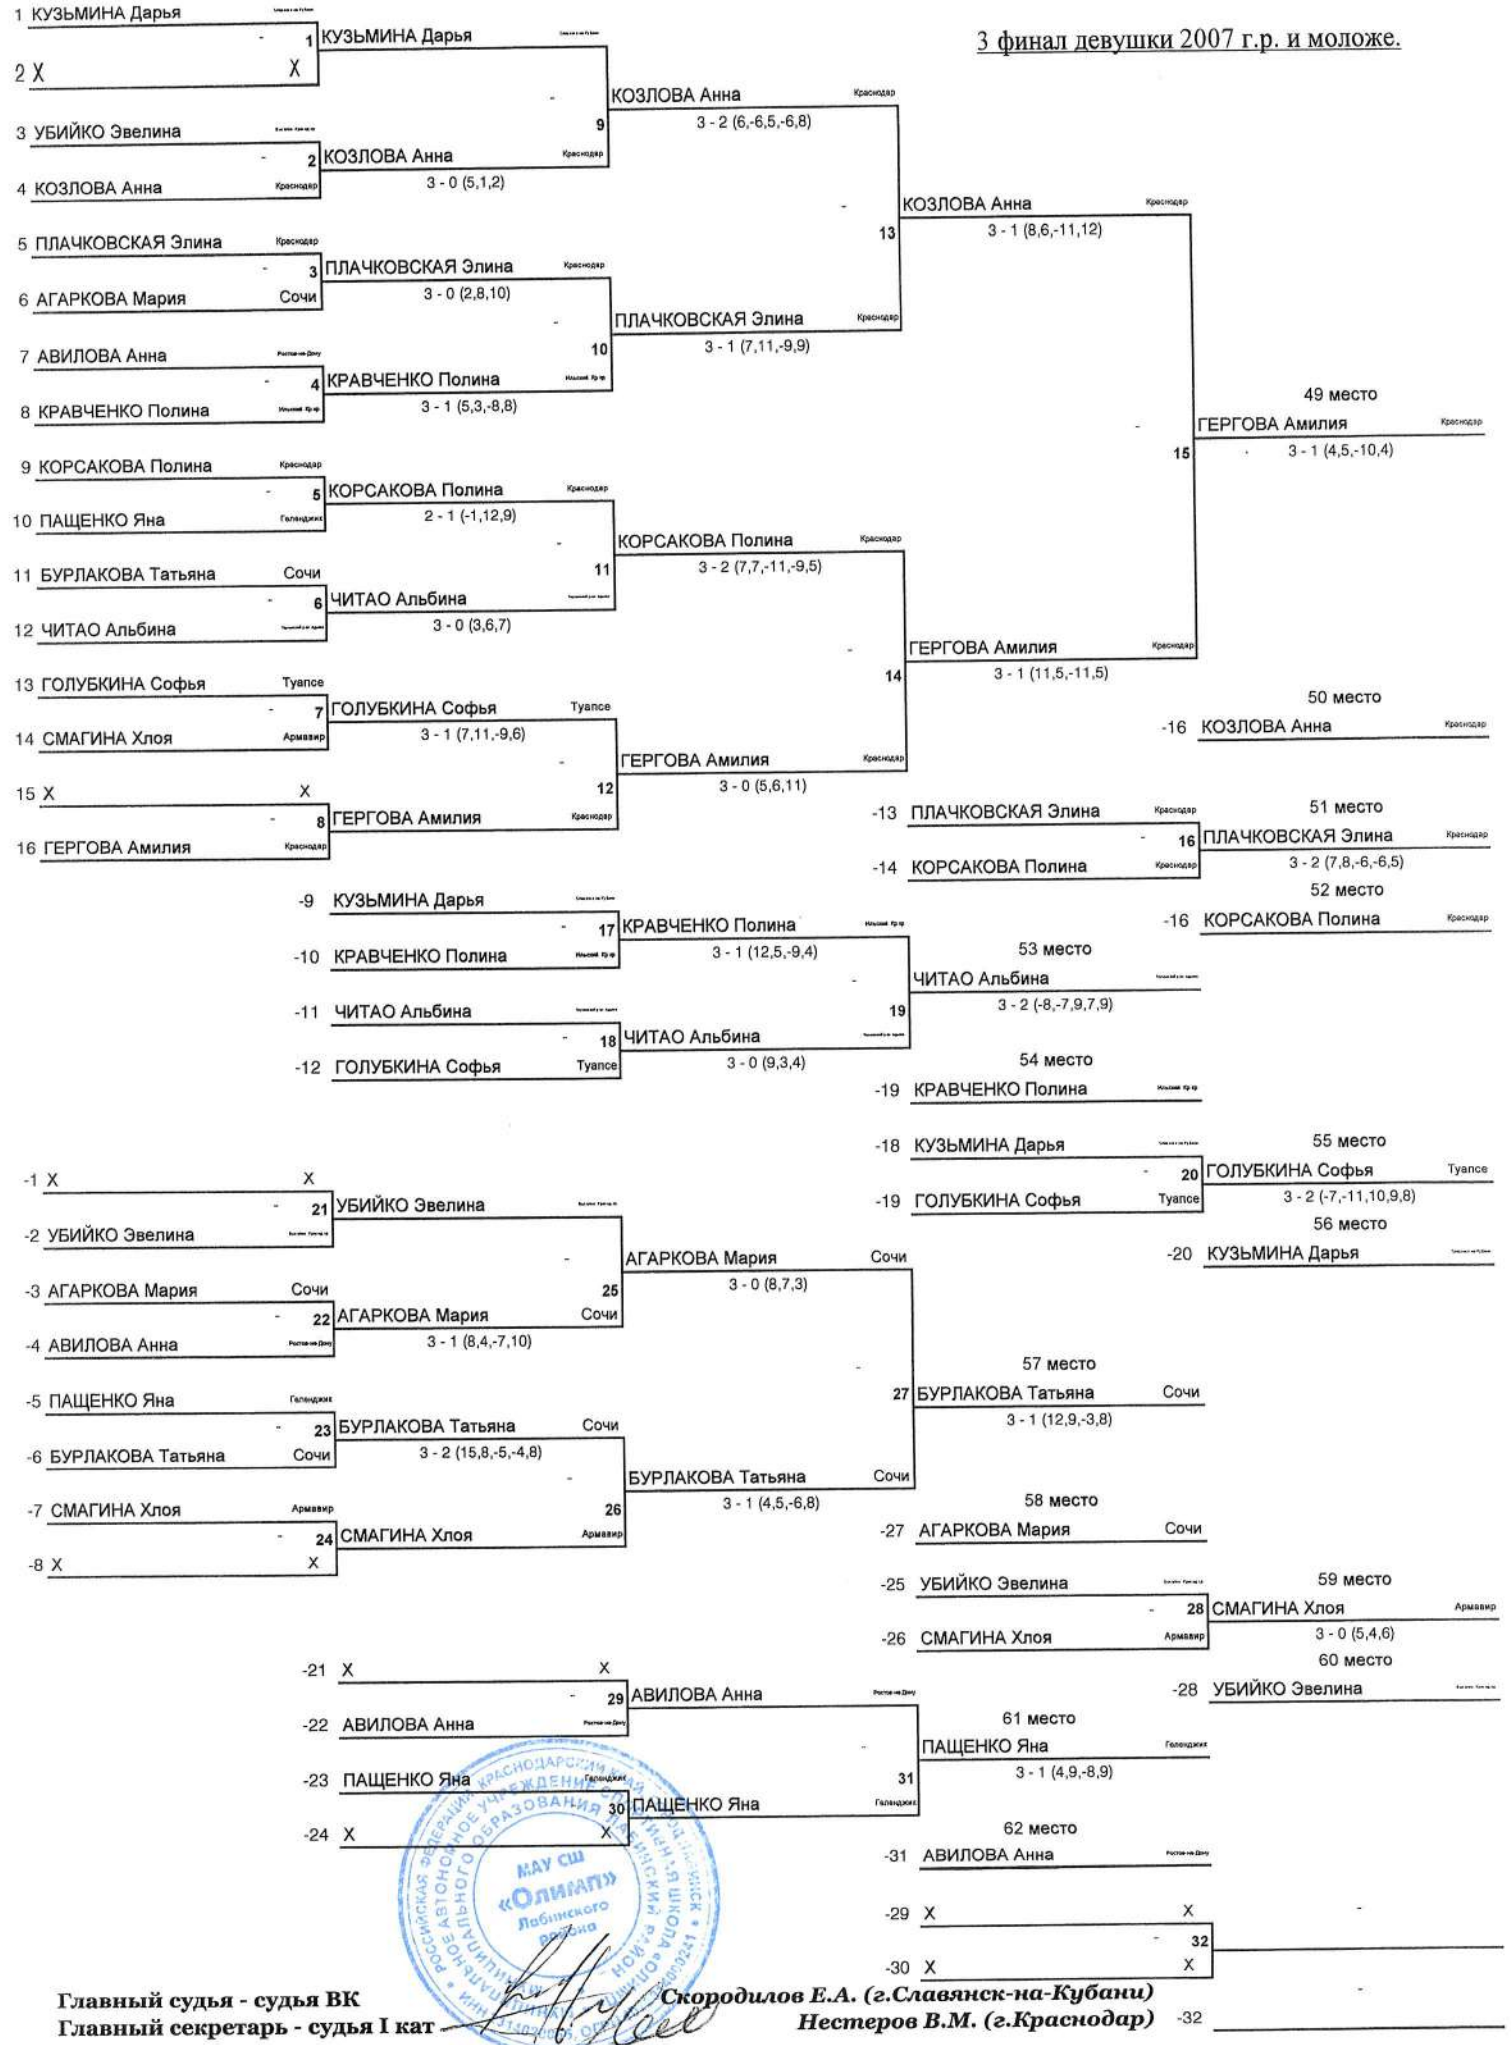 3 финал девушки 2007 г.р. и моложе.
1 КУЗЬМИНА Дарья
- 1 КУЗЬМИНА Дарья
2 X X
КОЗЛОВА Анна Краснодар
- 9 3 - 2 (6,-6,5,-6,8)
3 УБИЙКО Эвелина
- 2 КОЗЛОВА Анна Краснодар
4 КОЗЛОВА Анна Краснодар 3 - 0 (5,1,2)
КОЗЛОВА Анна Краснодар
- 13 3 - 1 (8,6,-11,12)
5 ПЛАЧКОВСКАЯ Элина Краснодар
- 3 ПЛАЧКОВСКАЯ Элина Краснодар
6 АГАРКОВА Мария Сочи 3 - 0 (2,8,10)
ПЛАЧКОВСКАЯ Элина Краснодар
- 10 3 - 1 (7,11,-9,9)
7 АВИЛОВА Анна Ростов-на-Дону
- 4 КРАВЧЕНКО Полина
8 КРАВЧЕНКО Полина 3 - 1 (5,3,-8,8)
49 место
ГЕРГОВА Амилия Краснодар
- 15 3 - 1 (4,5,-10,4)
9 КОРСАКОВА Полина Краснодар
- 5 КОРСАКОВА Полина Краснодар
10 ПАЩЕНКО Яна Геленджик 2 - 1 (-1,12,9)
КОРСАКОВА Полина Краснодар
- 11 3 - 2 (7,7,-11,-9,5)
11 БУРЛАКОВА Татьяна Сочи
- 6 ЧИТАО Альбина
12 ЧИТАО Альбина 3 - 0 (3,6,7)
ГЕРГОВА Амилия Краснодар
- 14 3 - 1 (11,5,-11,5)
13 ГОЛУБКИНА Софья Туапсе
- 7 ГОЛУБКИНА Софья Туапсе
14 СМАГИНА Хлоя Армавир 3 - 1 (7,11,-9,6)
50 место
-16 КОЗЛОВА Анна Краснодар
ГЕРГОВА Амилия Краснодар
- 12 3 - 0 (5,6,11)
15 X X
- 8 ГЕРГОВА Амилия Краснодар
16 ГЕРГОВА Амилия Краснодар
-13 ПЛАЧКОВСКАЯ Элина Краснодар 51 место
- 16 ПЛАЧКОВСКАЯ Элина Краснодар
-14 КОРСАКОВА Полина Краснодар 3 - 2 (7,8,-6,-6,5)
52 место
-16 КОРСАКОВА Полина Краснодар
-9 КУЗЬМИНА Дарья
- 17 КРАВЧЕНКО Полина
-10 КРАВЧЕНКО Полина 3 - 1 (12,5,-9,4)
53 место
ЧИТАО Альбина
- 19 3 - 2 (-8,-7,9,7,9)
-11 ЧИТАО Альбина
- 18 ЧИТАО Альбина
-12 ГОЛУБКИНА Софья Туапсе 3 - 0 (9,3,4)
54 место
-19 КРАВЧЕНКО Полина
-18 КУЗЬМИНА Дарья 55 место
- 20 ГОЛУБКИНА Софья Туапсе
-19 ГОЛУБКИНА Софья Туапсе 3 - 2 (-7,-11,10,9,8)
56 место
-20 КУЗЬМИНА Дарья
-1 X X
- 21 УБИЙКО Эвелина
-2 УБИЙКО Эвелина
АГАРКОВА Мария Сочи
- 25 3 - 0 (8,7,3)
-3 АГАРКОВА Мария Сочи
- 22 АГАРКОВА Мария Сочи
-4 АВИЛОВА Анна Ростов-на-Дону 3 - 1 (8,4,-7,10)
57 место
- 27 БУРЛАКОВА Татьяна Сочи
3 - 1 (12,9,-3,8)
-5 ПАЩЕНКО Яна Геленджик
- 23 БУРЛАКОВА Татьяна Сочи
-6 БУРЛАКОВА Татьяна Сочи 3 - 2 (15,8,-5,-4,8)
БУРЛАКОВА Татьяна Сочи
- 26 3 - 1 (4,5,-6,8)
-7 СМАГИНА Хлоя Армавир
- 24 СМАГИНА Хлоя Армавир
-8 X X
58 место
-27 АГАРКОВА Мария Сочи
-25 УБИЙКО Эвелина 59 место
- 28 СМАГИНА Хлоя Армавир
-26 СМАГИНА Хлоя Армавир 3 - 0 (5,4,6)
60 место
-28 УБИЙКО Эвелина
-21 X X
- 29 АВИЛОВА Анна Ростов-на-Дону
-22 АВИЛОВА Анна Ростов-на-Дону
61 место
ПАЩЕНКО Яна Геленджик
- 31 3 - 1 (4,9,-8,9)
-23 ПАЩЕНКО Яна Геленджик
30 ПАЩЕНКО Яна Геленджик
-24 X X
62 место
-31 АВИЛОВА Анна Ростов-на-Дону
-29 X X -
- 32
-30 X X
-
-32
МАУ СШ
«Олимп»
Лабинского
района
Главный судья - судья ВК Скородилов Е.А. (г.Славянск-на-Кубани)
Главный секретарь - судья I кат Нестеров В.М. (г.Краснодар)